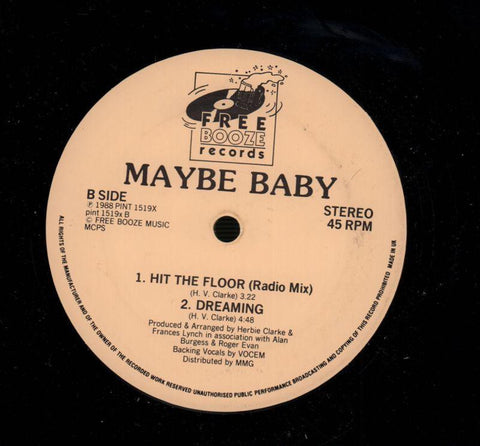 FREE
BOOZE
records
MAYBE BABY
B SIDE
℗ 1988 PINT 1519X
pint 1519x B
© FREE BOOZE MUSIC
MCPS
STEREO
45 RPM
1. HIT THE FLOOR (Radio Mix)
(H. V. Clarke) 3.22
2. DREAMING
(H. V. Clarke) 4:48
Produced & Arranged by Herbie Clarke &
Frances Lynch in association with Alan
Burgess & Roger Evan
Backing Vocals by VOCEM
Distributed by MMG
ALL RIGHTS OF THE MANUFACTURER AND OF THE OWNER OF THE RECORDED WORK RESERVED UNAUTHORISED PUBLIC PERFORMANCE BROADCASTING AND COPYING OF THIS RECORD PROHIBITED MADE IN UK